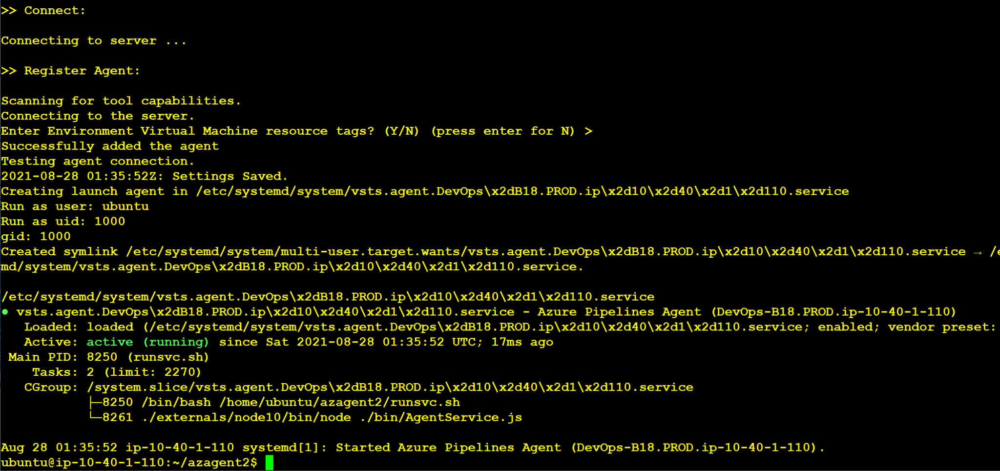 >> Connect:
Connecting to server ...
>> Register Agent:
Scanning for tool capabilities.
Connecting to the server.
Enter Environment Virtual Machine resource tags? (Y/N) (press enter for N) >
Successfully added the agent
Testing agent connection.
2021-08-28 01:35:52Z: Settings Saved.
Creating launch agent in /etc/systemd/system/vsts.agent.DevOps\x2dB18.PROD.ip\x2d10\x2d40\x2d1\x2d110.service
Run as user: ubuntu
Run as uid: 1000
gid: 1000
Created symlink /etc/systemd/system/multi-user.target.wants/vsts.agent.DevOps\x2dB18.PROD.ip\x2d10\x2d40\x2d1\x2d110.service → /e
md/system/vsts.agent.DevOps\x2dB18.PROD.ip\x2d10\x2d40\x2d1\x2d110.service.
/etc/systemd/system/vsts.agent.DevOps\x2dB18.PROD.ip\x2d10\x2d40\x2d1\x2d110.service
● vsts.agent.DevOps\x2dB18.PROD.ip\x2d10\x2d40\x2d1\x2d110.service - Azure Pipelines Agent (DevOps-B18.PROD.ip-10-40-1-110)
Loaded: loaded (/etc/systemd/system/vsts.agent.DevOps\x2dB18.PROD.ip\x2d10\x2d40\x2d1\x2d110.service; enabled; vendor preset:
Active: active (running) since Sat 2021-08-28 01:35:52 UTC; 17ms ago
Main PID: 8250 (runsvc.sh)
Tasks: 2 (limit: 2270)
CGroup: /system.slice/vsts.agent.DevOps\x2dB18.PROD.ip\x2d10\x2d40\x2d1\x2d110.service
├─8250 /bin/bash /home/ubuntu/azagent2/runsvc.sh
└─8261 ./externals/node10/bin/node ./bin/AgentService.js
Aug 28 01:35:52 ip-10-40-1-110 systemd[1]: Started Azure Pipelines Agent (DevOps-B18.PROD.ip-10-40-1-110).
ubuntu@ip-10-40-1-110:~/azagent2$